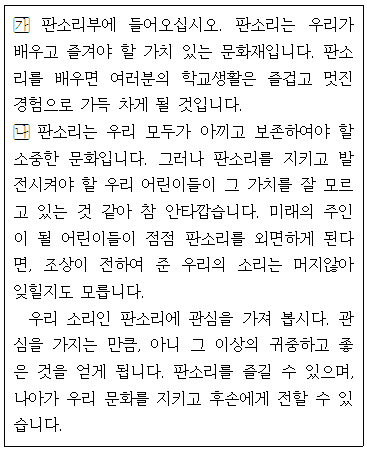 가 판소리부에 들어오십시오. 판소리는 우리가
배우고 즐겨야 할 가치 있는 문화재입니다. 판소
리를 배우면 여러분의 학교생활은 즐겁고 멋진
경험으로 가득 차게 될 것입니다.
나 판소리는 우리 모두가 아끼고 보존하여야 할
소중한 문화입니다. 그러나 판소리를 지키고 발
전시켜야 할 우리 어린이들이 그 가치를 잘 모르
고 있는 것 같아 참 안타깝습니다. 미래의 주인
이 될 어린이들이 점점 판소리를 외면하게 된다
면, 조상이 전하여 준 우리의 소리는 머지않아
잊힐지도 모릅니다.
우리 소리인 판소리에 관심을 가져 봅시다. 관
심을 가지는 만큼, 아니 그 이상의 귀중하고 좋
은 것을 얻게 됩니다. 판소리를 즐길 수 있으며,
나아가 우리 문화를 지키고 후손에게 전할 수 있
습니다.